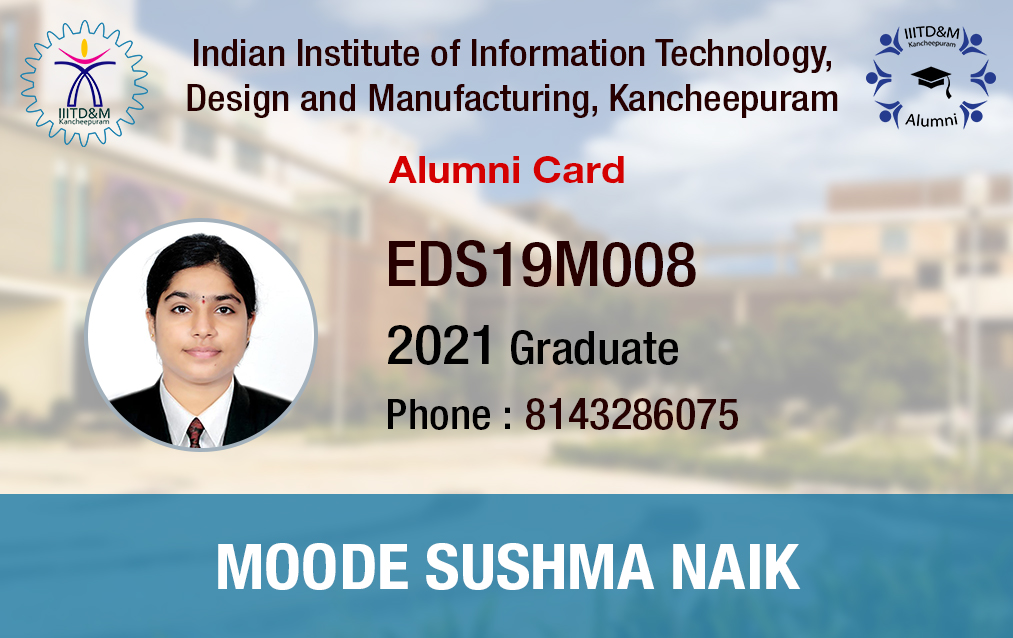 Indian Institute of Information Technology,
Design and Manufacturing, Kancheepuram
IIITD&M
Kancheepuram
IIITD&M
Kancheepuram
Alumni
Alumni Card
EDS19M008
2021 Graduate
Phone : 8143286075
MOODE SUSHMA NAIK